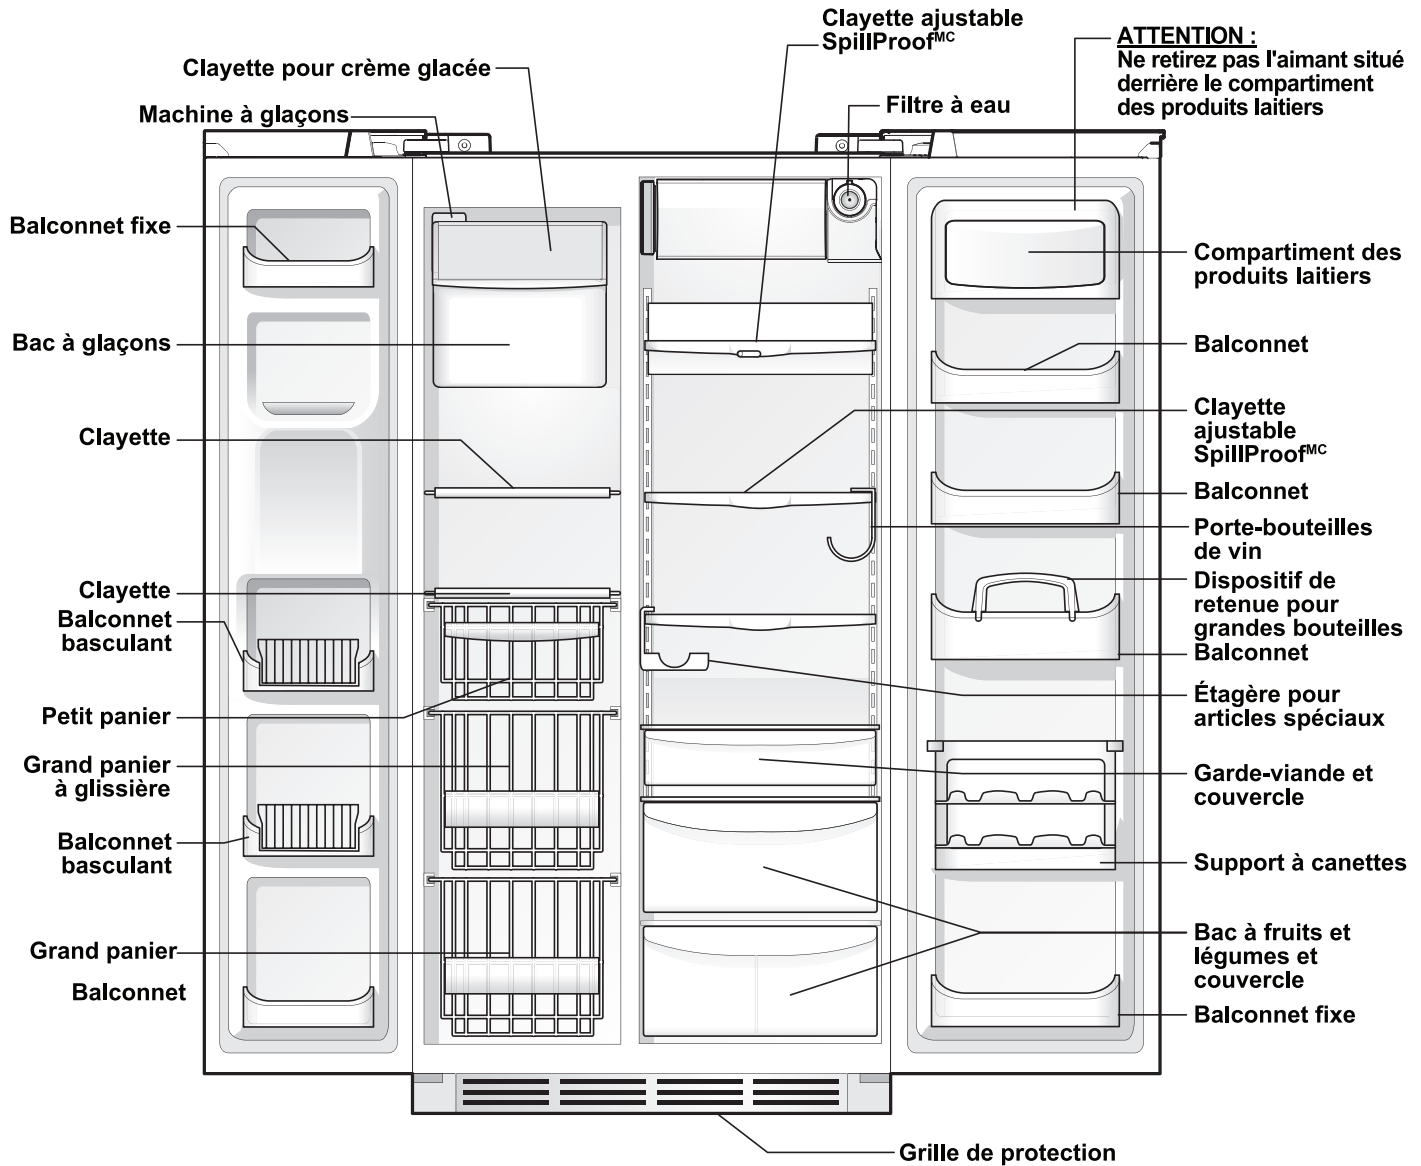 Clayette ajustable
SpillProofMC
ATTENTION :
Ne retirez pas l'aimant situé
derrière le compartiment
des produits laitiers
Clayette pour crème glacée
Filtre à eau
Machine à glaçons
Balconnet fixe
Bac à glaçons
Clayette
Clayette
Balconnet
basculant
Petit panier
Grand panier
à glissière
Balconnet
basculant
Grand panier
Balconnet
Compartiment des
produits laitiers
Balconnet
Clayette
ajustable
SpillProofMC
Balconnet
Porte-bouteilles
de vin
Dispositif de
retenue pour
grandes bouteilles
Balconnet
Étagère pour
articles spéciaux
Garde-viande et
couvercle
Support à canettes
Bac à fruits et
légumes et
couvercle
Balconnet fixe
Grille de protection